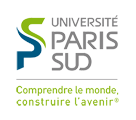 UNIVERSITÉ
PARIS
SUD
Comprendre le monde,
construire l'avenir®